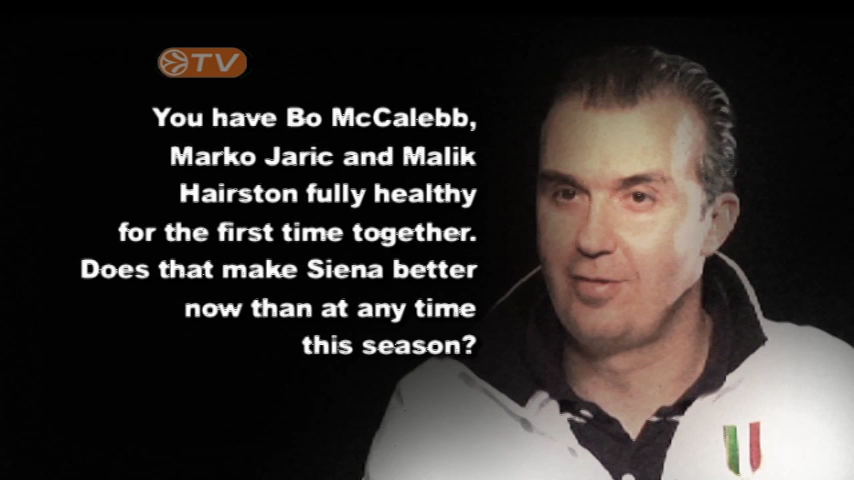 TV
You have Bo McCalebb,
Marko Jaric and Malik
Hairston fully healthy
for the first time together.
Does that make Siena better
now than at any time
this season?